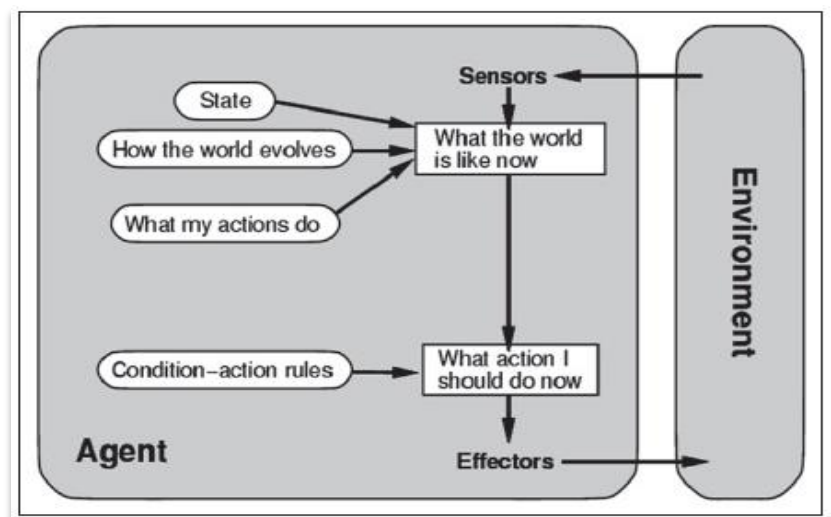 Sensors
State
What the world
is like now
How the world evolves
What my actions do
Environment
Condition-action rules
What action I
should do now
Agent
Effectors